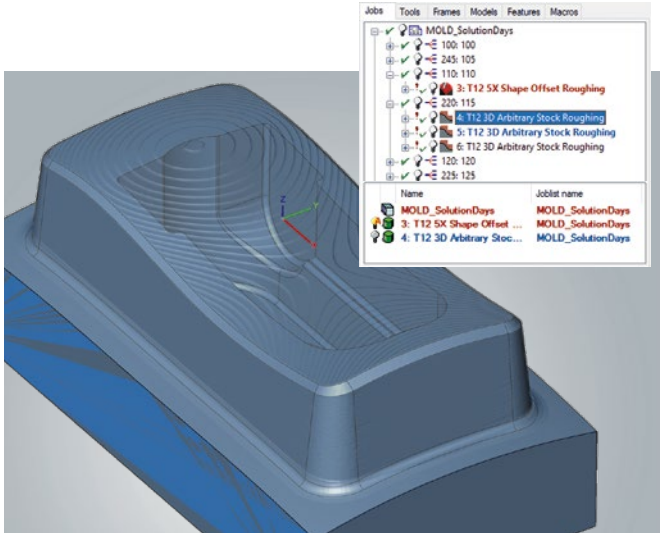 Jobs Tools Frames Models Features Macros
MOLD_SolutionDays
100: 100
245: 105
110: 110
3: T12 5X Shape Offset Roughing
220: 115
4: T12 3D Arbitrary Stock Roughing
5: T12 3D Arbitrary Stock Roughing
6: T12 3D Arbitrary Stock Roughing
120: 120
225: 125
Name Joblist name
MOLD_SolutionDays MOLD_SolutionDays
3: T12 5X Shape Offset ... MOLD_SolutionDays
4: T12 3D Arbitrary Stoc... MOLD_SolutionDays
Z
Y
X